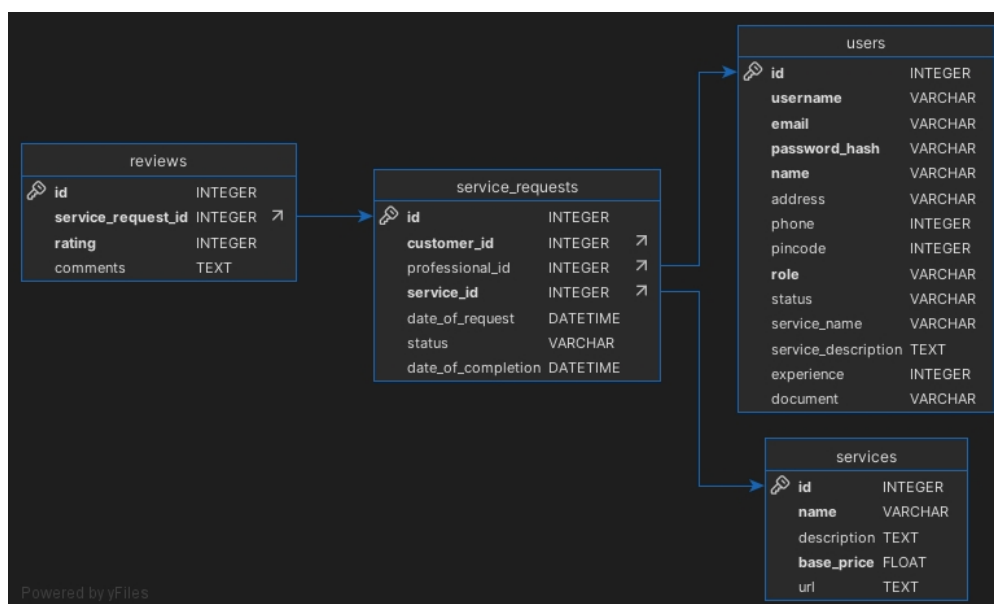 reviews
id INTEGER
service_request_id INTEGER
rating INTEGER
comments TEXT
service_requests
id INTEGER
customer_id INTEGER
professional_id INTEGER
service_id INTEGER
date_of_request DATETIME
status VARCHAR
date_of_completion DATETIME
users
id INTEGER
username VARCHAR
email VARCHAR
password_hash VARCHAR
name VARCHAR
address VARCHAR
phone INTEGER
pincode INTEGER
role VARCHAR
status VARCHAR
service_name VARCHAR
service_description TEXT
experience INTEGER
document VARCHAR
services
id INTEGER
name VARCHAR
description TEXT
base_price FLOAT
url TEXT
Powered by yFiles